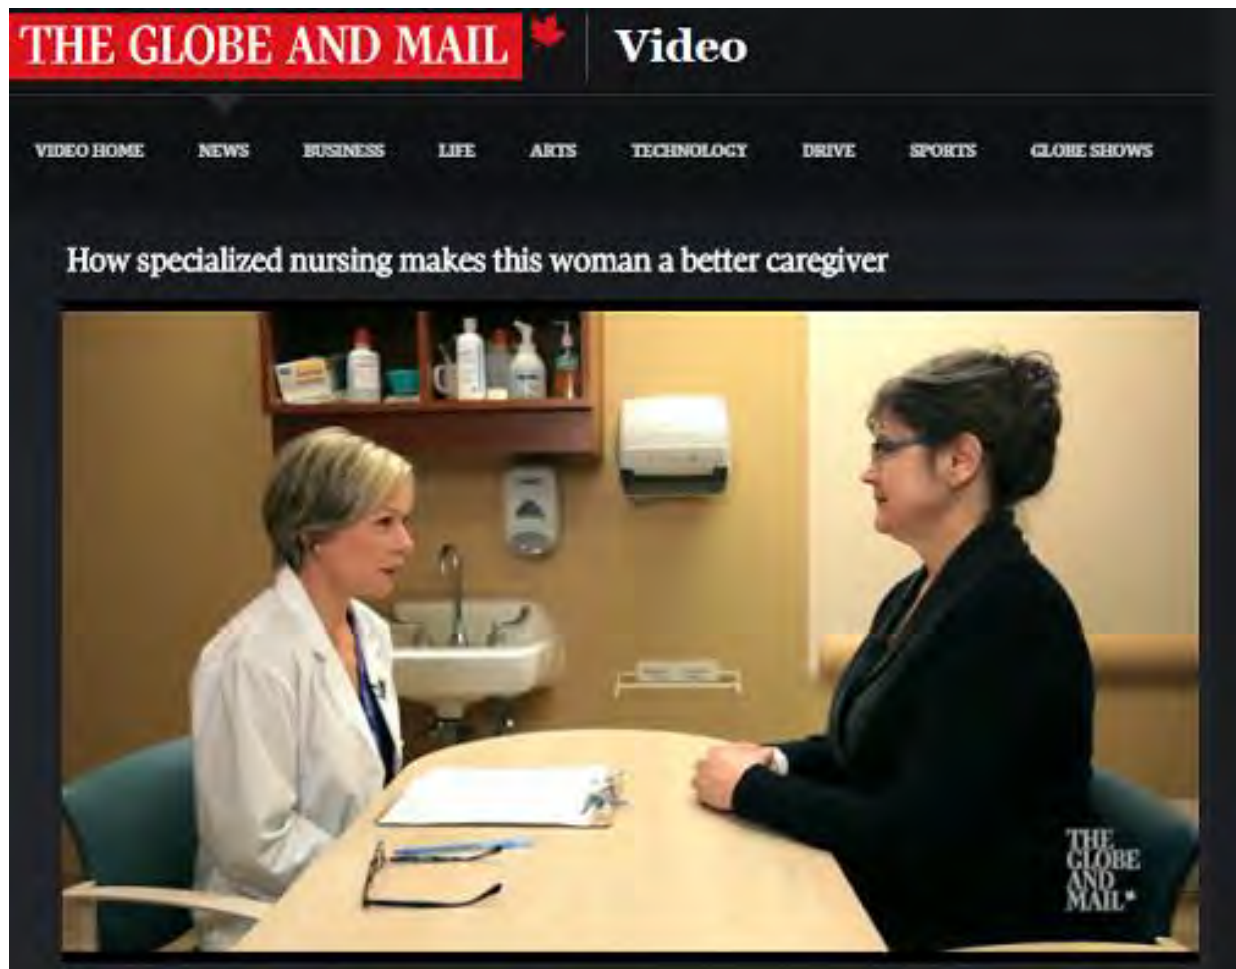 THE GLOBE AND MAIL
Video
VIDEO HOME NEWS BUSINESS LIFE ARTS TECHNOLOGY DRIVE SPORTS GLOBE SHOWS
How specialized nursing makes this woman a better caregiver
THE
GLOBE
AND
MAIL